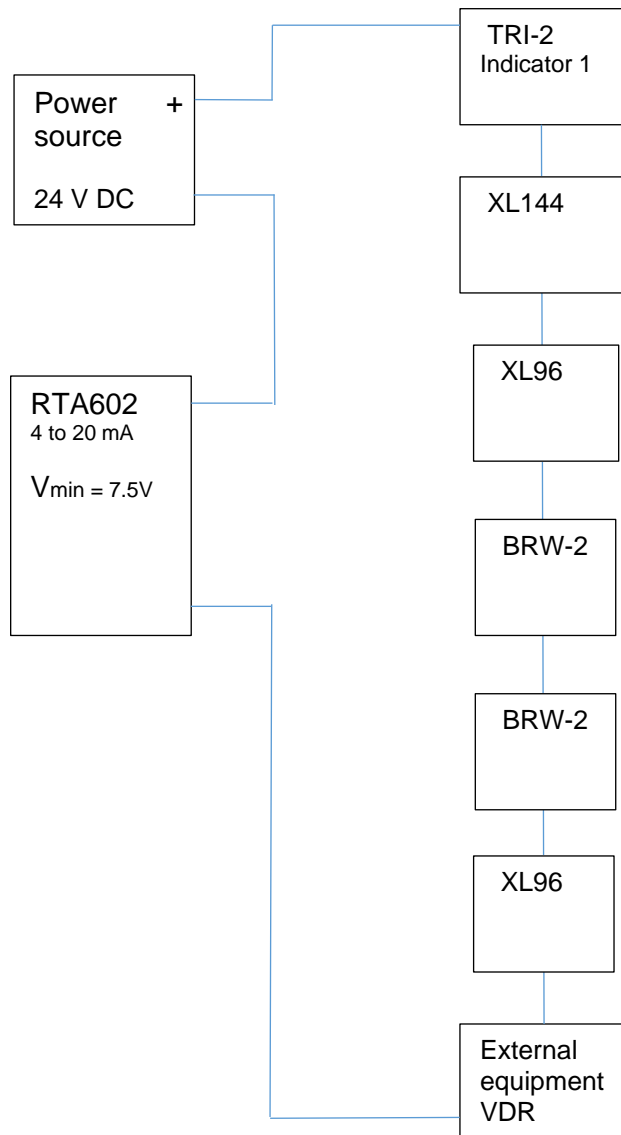 Power +
source
24 V DC
RTA602
4 to 20 mA
Vmin = 7.5V
TRI-2
Indicator 1
XL144
XL96
BRW-2
BRW-2
XL96
External
equipment
VDR